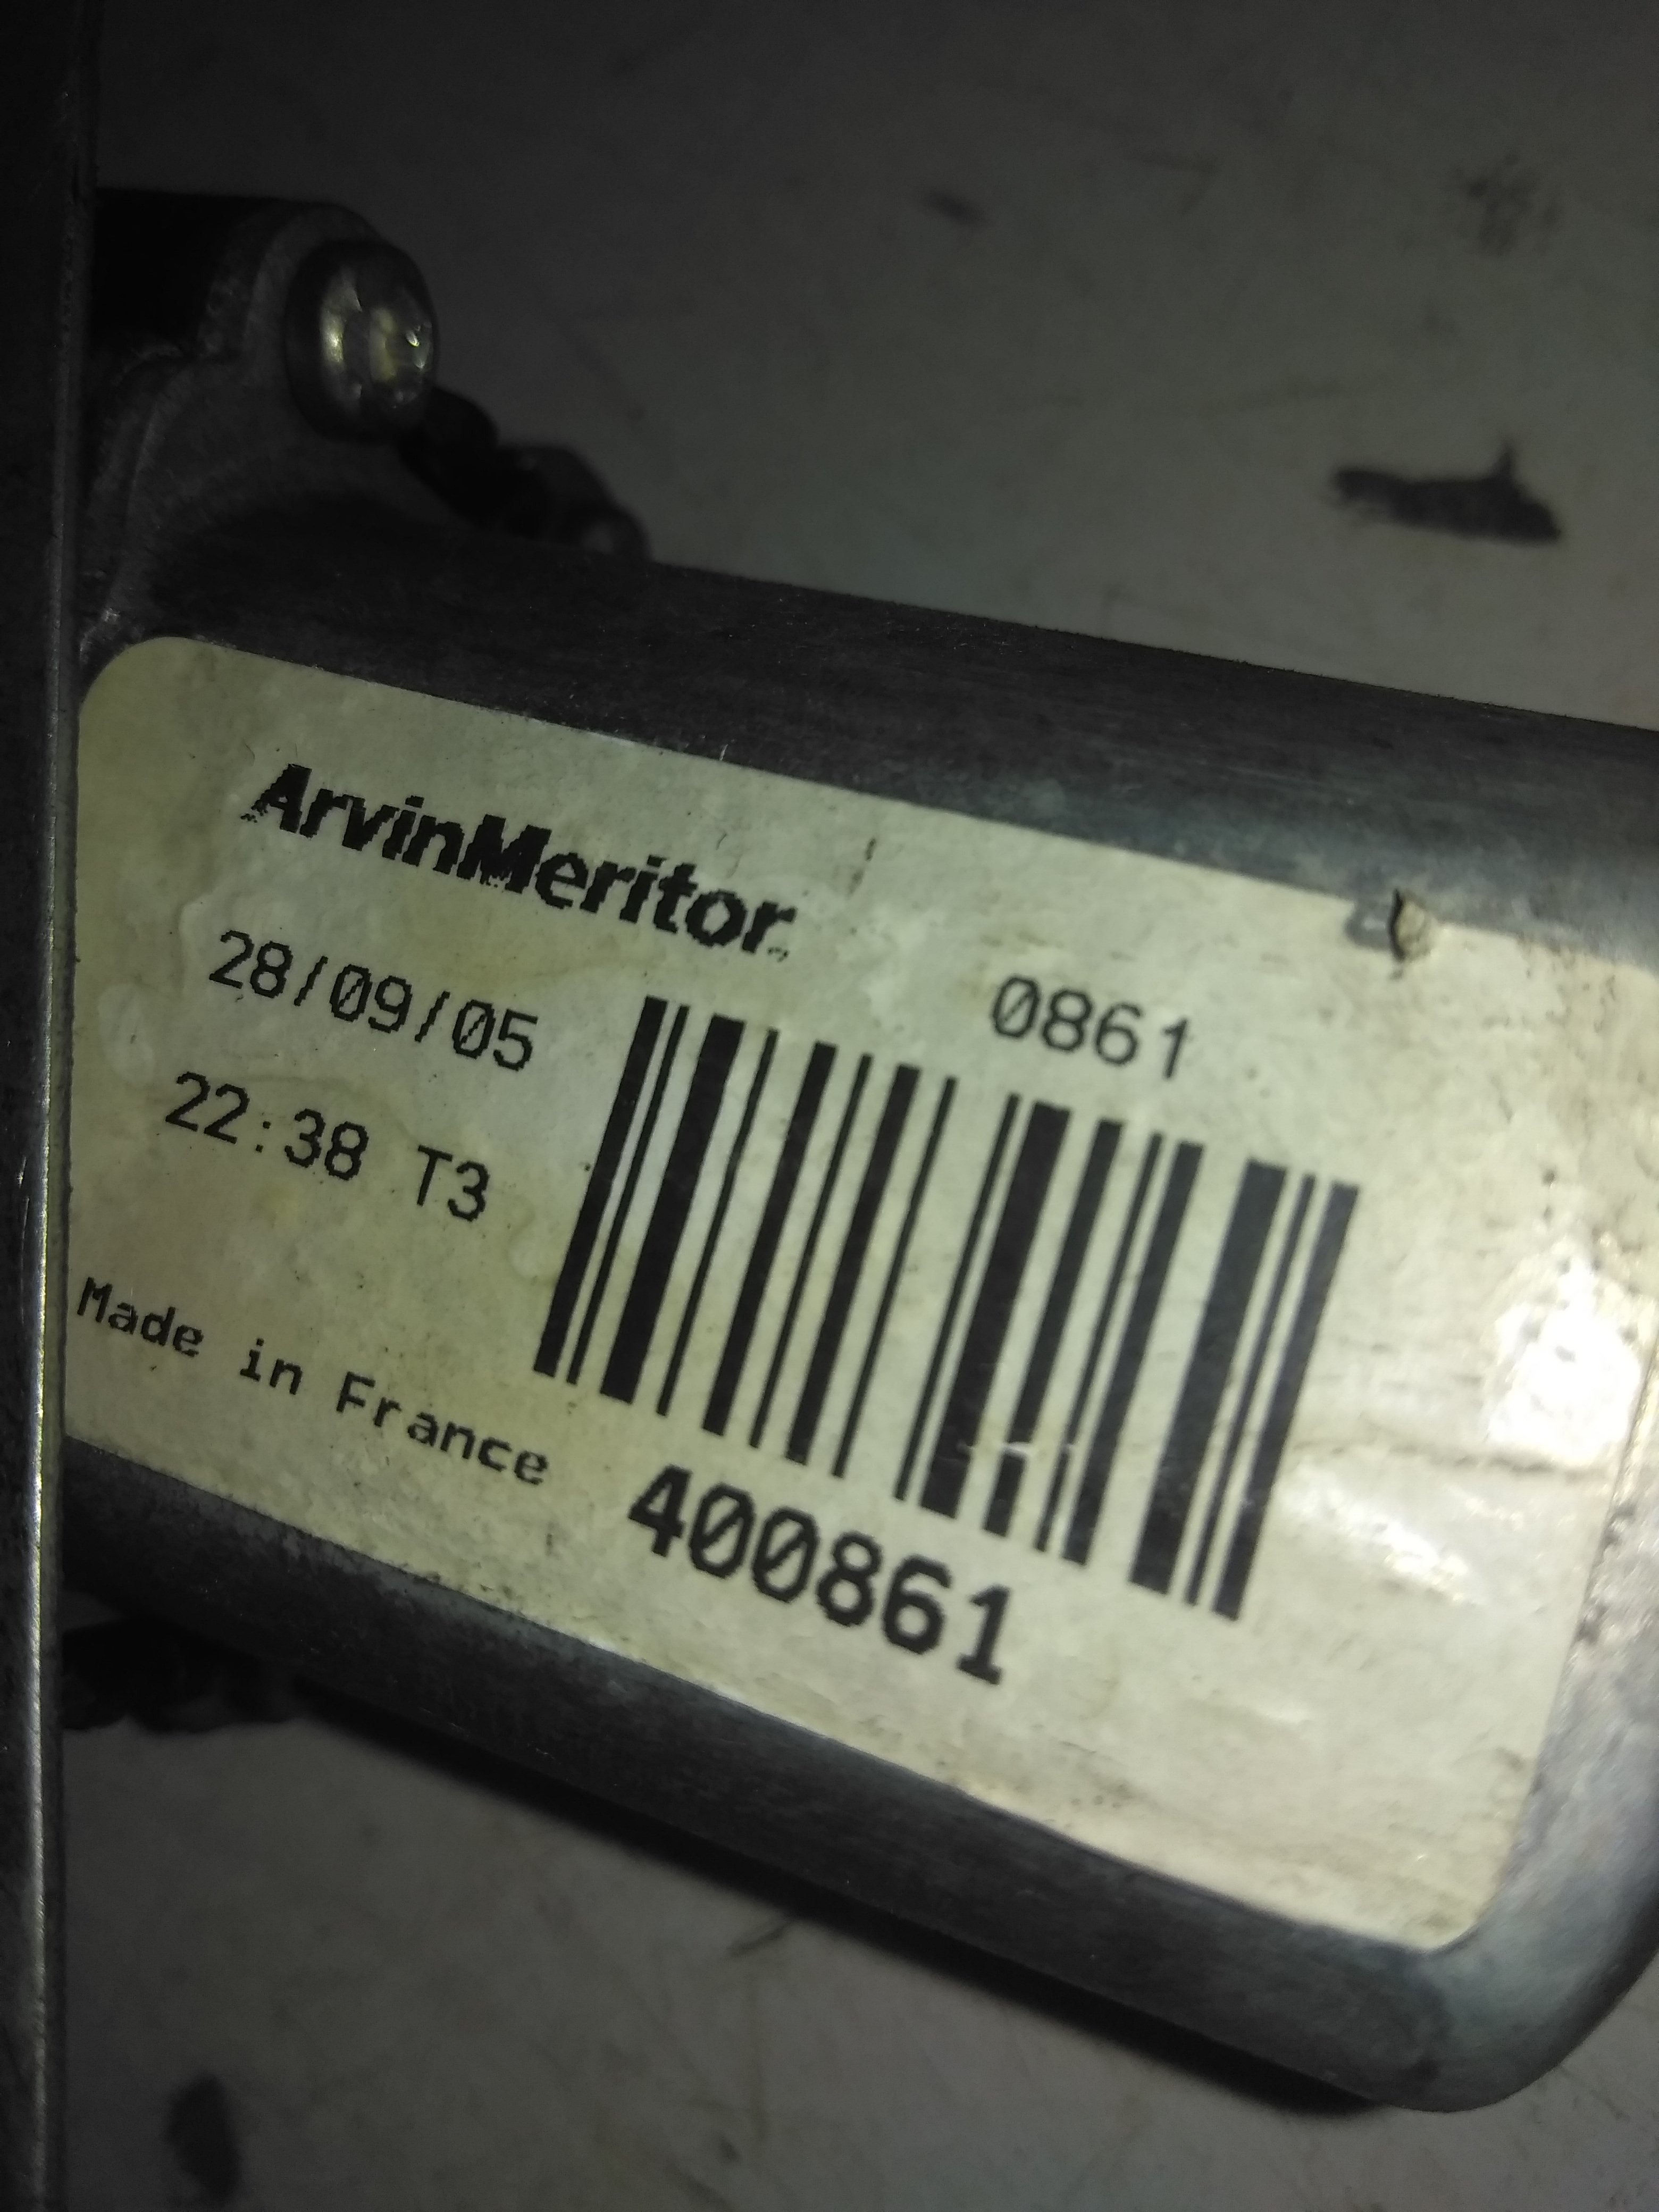 ArvinMeritor
28/09/05
0861
22:38 T3
Made in France
400861